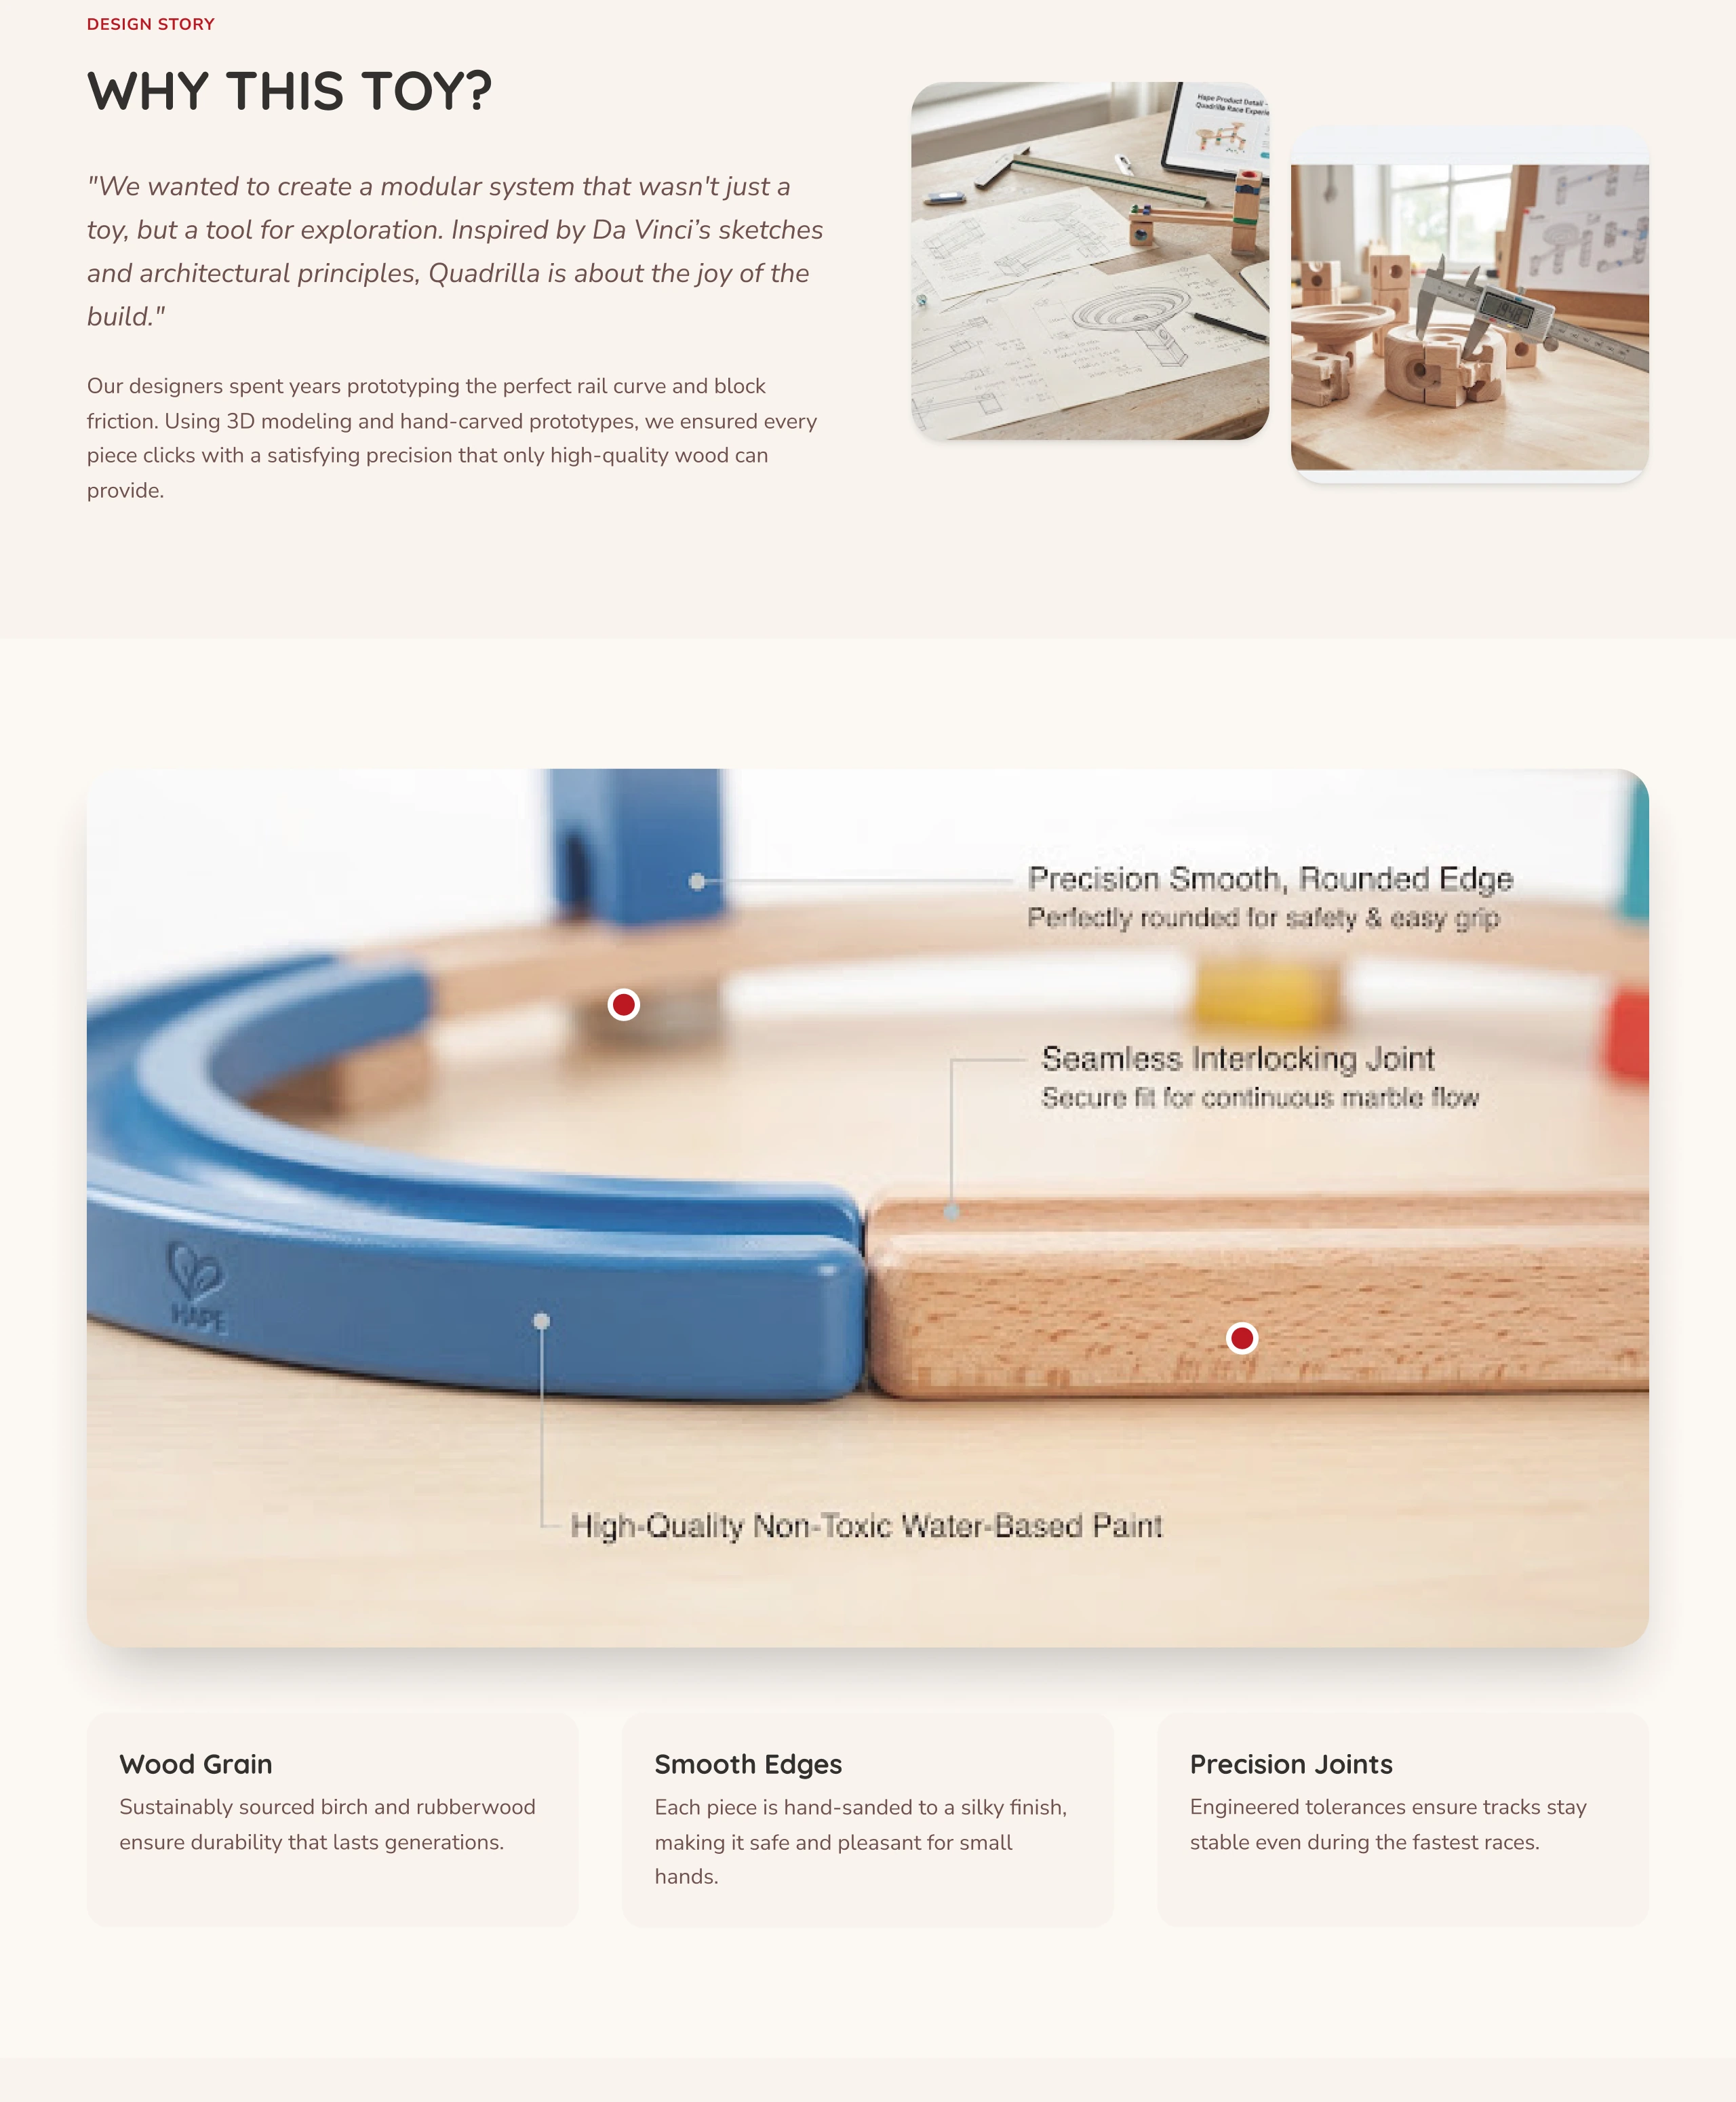 DESIGN STORY
WHY THIS TOY?
"We wanted to create a modular system that wasn't just a
toy, but a tool for exploration. Inspired by Da Vinci’s sketches
and architectural principles, Quadrilla is about the joy of the
build."
Our designers spent years prototyping the perfect rail curve and block
friction. Using 3D modeling and hand-carved prototypes, we ensured every
piece clicks with a satisfying precision that only high-quality wood can
provide.
Hape Product Detail -
Quadrilla Race
Precision Smooth, Rounded Edge
Perfectly rounded for safety & easy grip
Seamless Interlocking Joint
Secure fit for continuous marble flow
HAPE
High-Quality Non-Toxic Water-Based Paint
Wood Grain
Sustainably sourced birch and rubberwood
ensure durability that lasts generations.
Smooth Edges
Each piece is hand-sanded to a silky finish,
making it safe and pleasant for small
hands.
Precision Joints
Engineered tolerances ensure tracks stay
stable even during the fastest races.